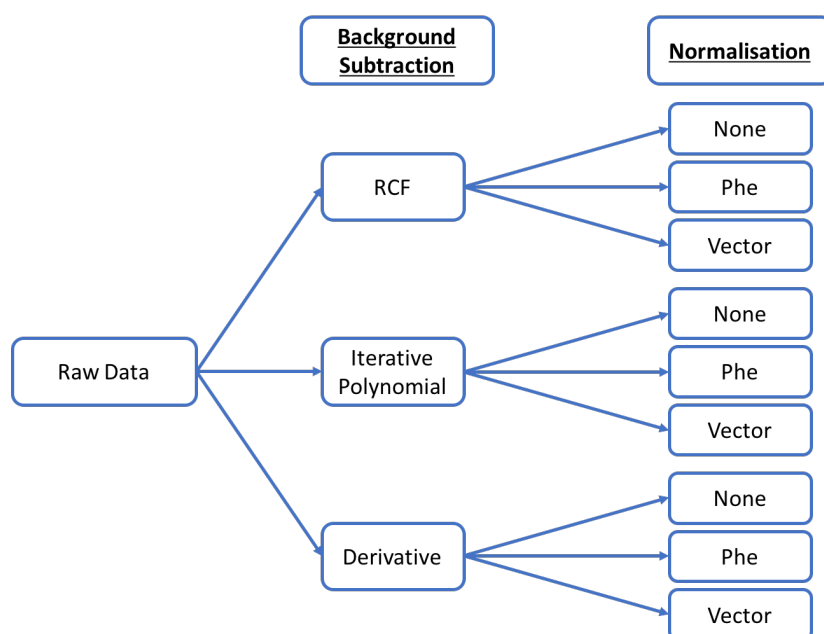 Background
Subtraction
Normalisation
None
RCF
Phe
Vector
None
Raw Data
Iterative
Polynomial
Phe
Vector
None
Derivative
Phe
Vector